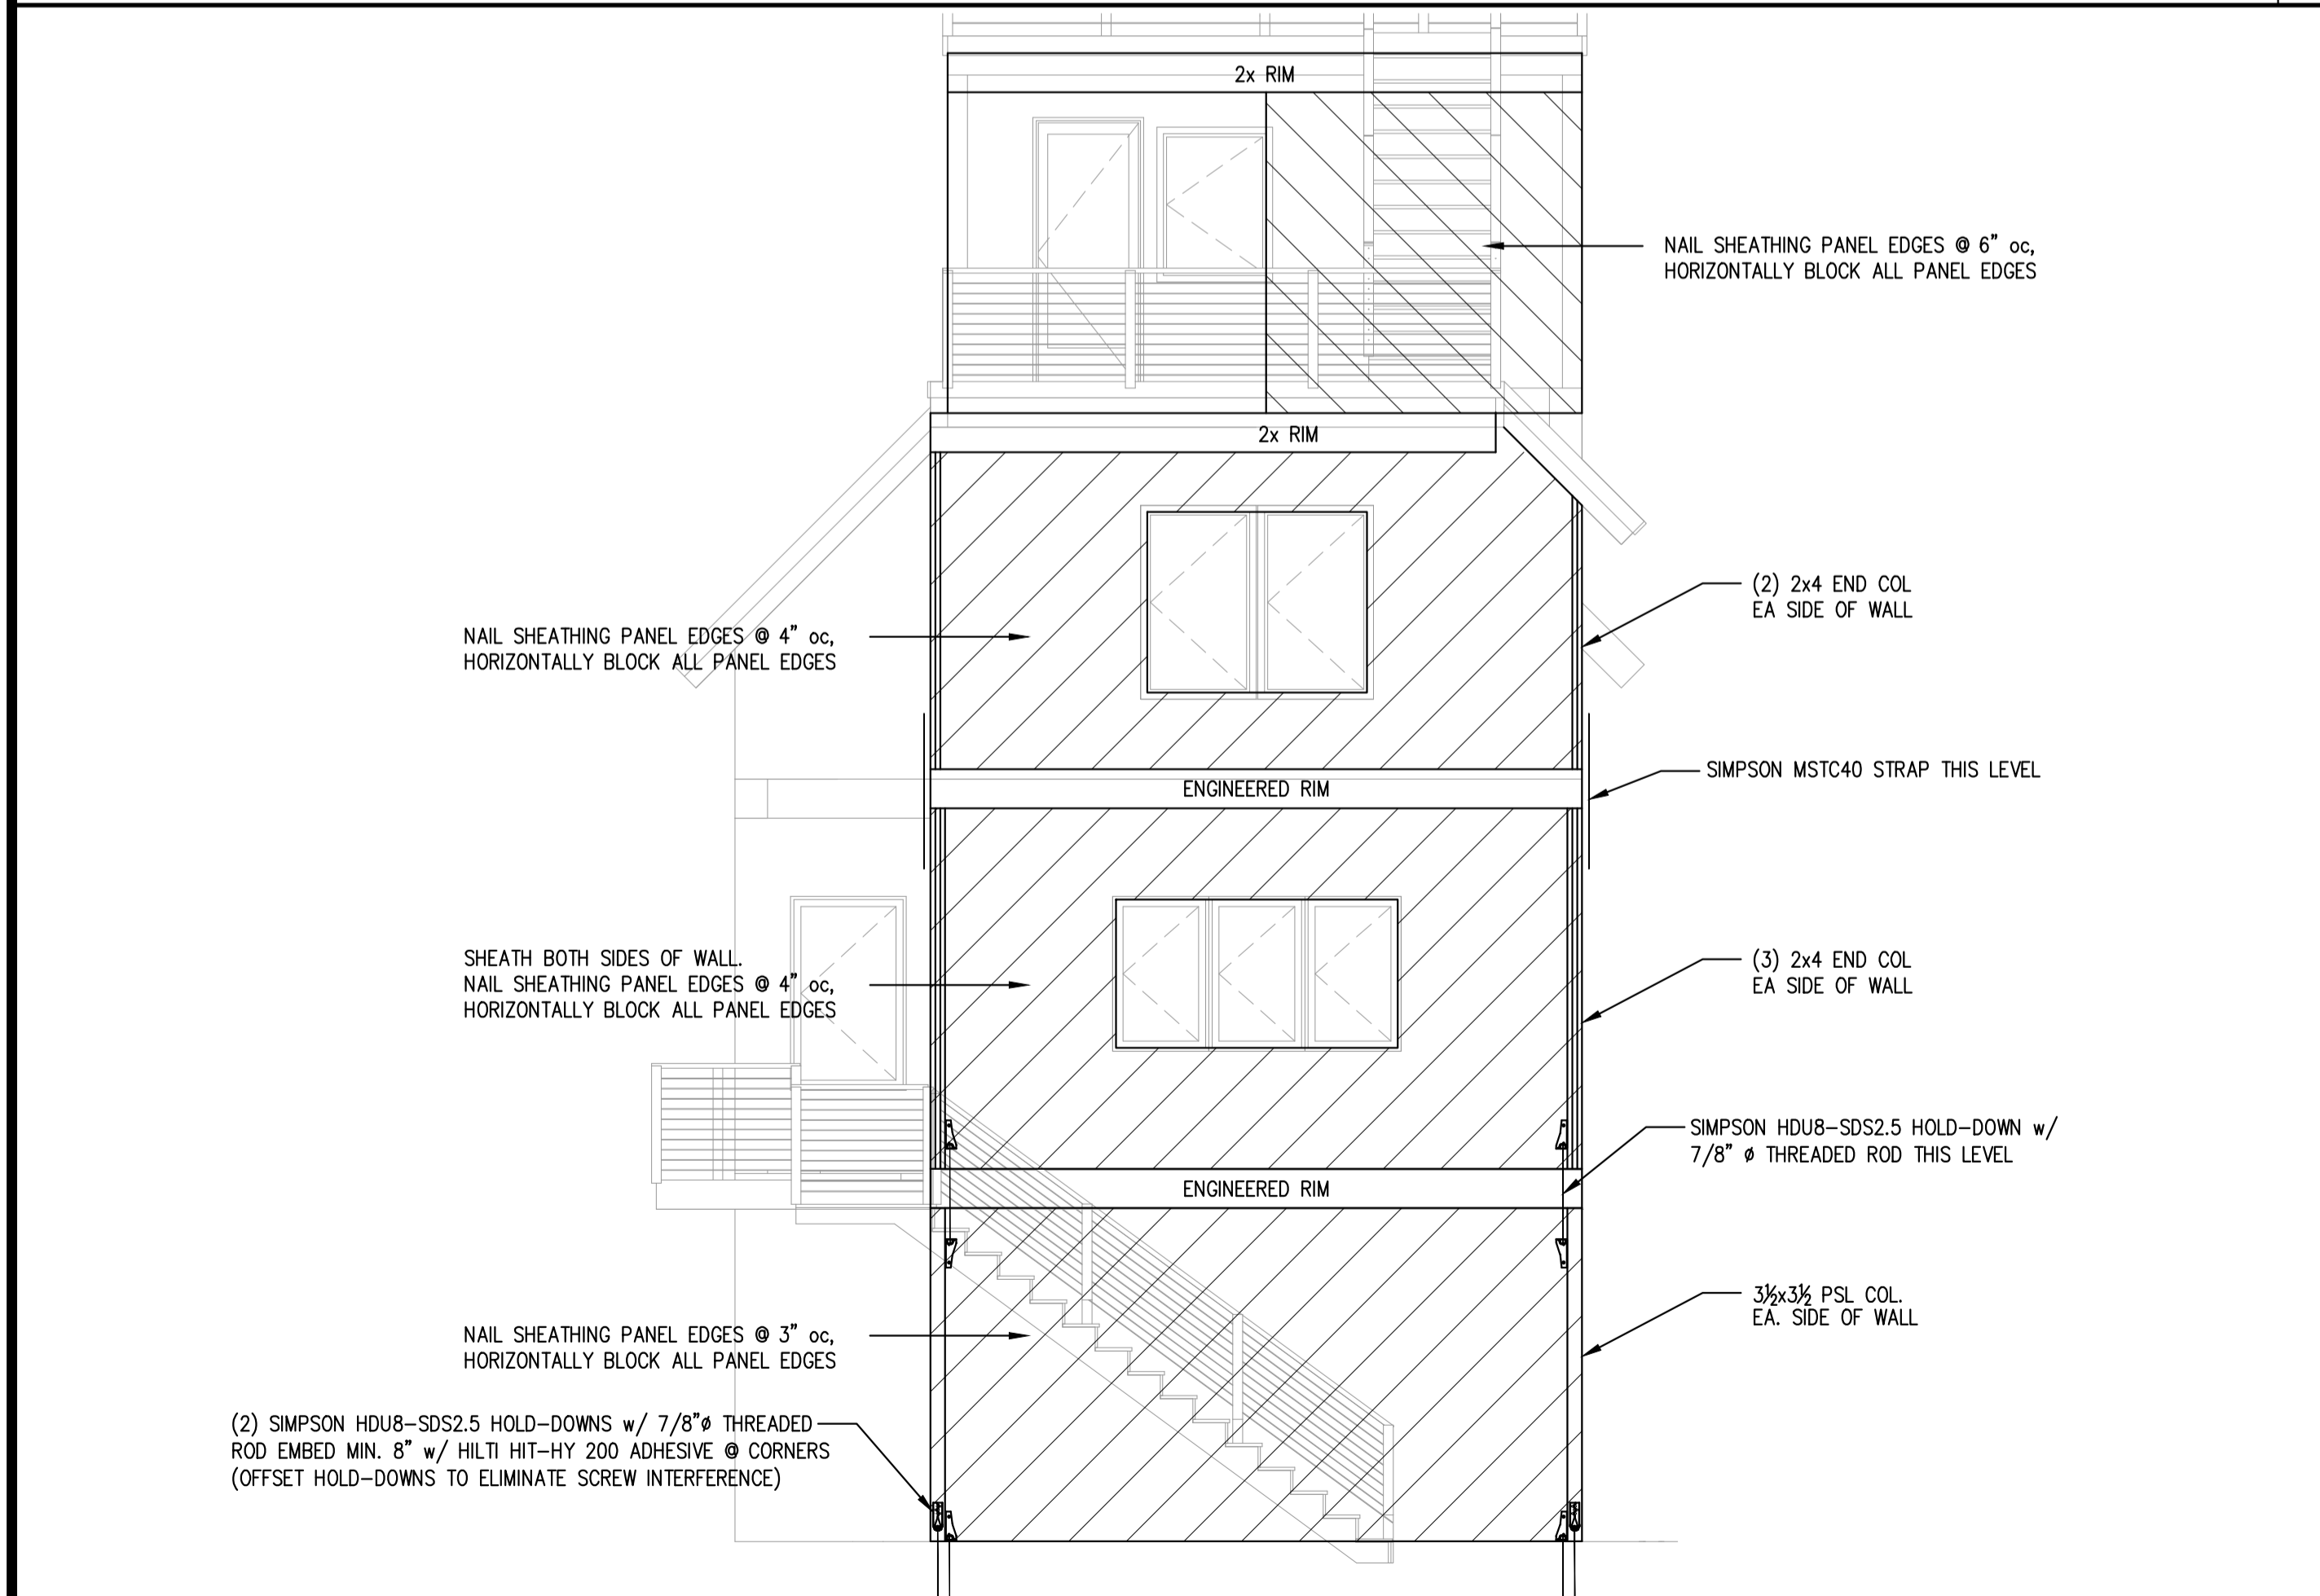 2x RIM
NAIL SHEATHING PANEL EDGES @ 6" oc,
HORIZONTALLY BLOCK ALL PANEL EDGES
2x RIM
(2) 2x4 END COL
EA SIDE OF WALL
NAIL SHEATHING PANEL EDGES @ 4" oc,
HORIZONTALLY BLOCK ALL PANEL EDGES
SIMPSON MSTC40 STRAP THIS LEVEL
ENGINEERED RIM
SHEATH BOTH SIDES OF WALL.
NAIL SHEATHING PANEL EDGES @ 4" oc,
HORIZONTALLY BLOCK ALL PANEL EDGES
(3) 2x4 END COL
EA SIDE OF WALL
SIMPSON HDU8-SDS2.5 HOLD-DOWN w/
7/8" ø THREADED ROD THIS LEVEL
ENGINEERED RIM
3½x3½ PSL COL.
EA. SIDE OF WALL
NAIL SHEATHING PANEL EDGES @ 3" oc,
HORIZONTALLY BLOCK ALL PANEL EDGES
(2) SIMPSON HDU8-SDS2.5 HOLD-DOWNS w/ 7/8"ø THREADED
ROD EMBED MIN. 8" w/ HILTI HIT-HY 200 ADHESIVE @ CORNERS
(OFFSET HOLD-DOWNS TO ELIMINATE SCREW INTERFERENCE)